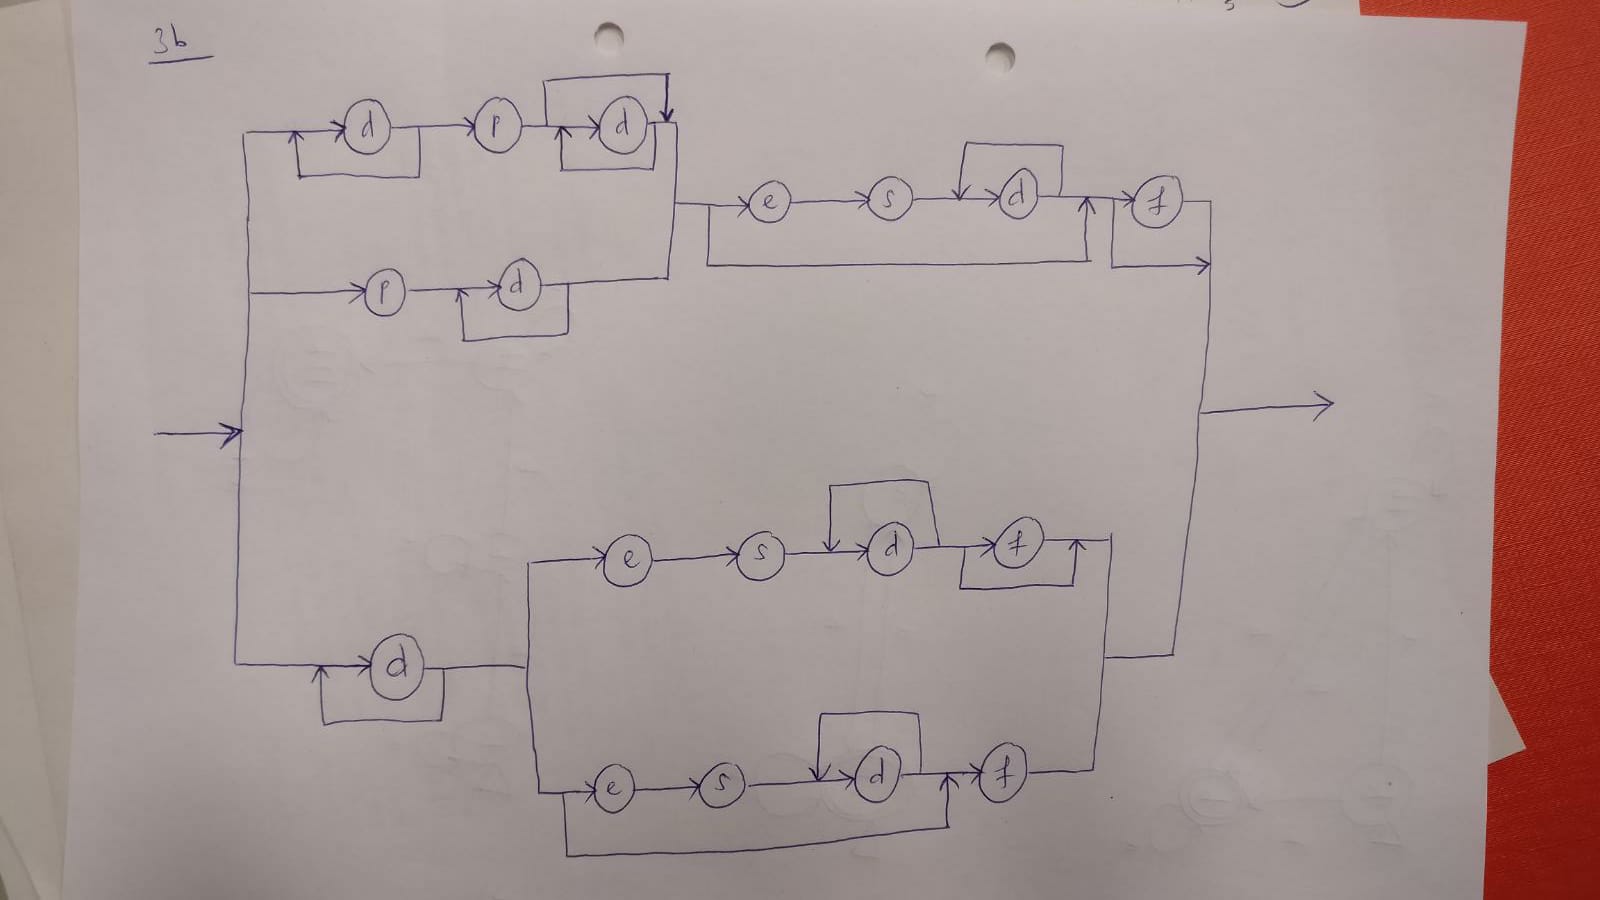 3b
d p d
e s d f
p d
e s d f
d
e s d f